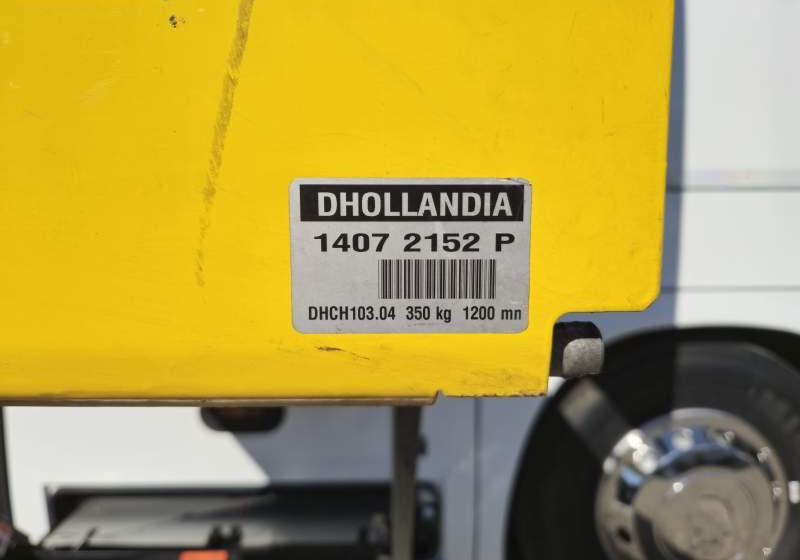 DHOLLANDIA
1407 2152 P
DHCH103.04 350 kg 1200 mn